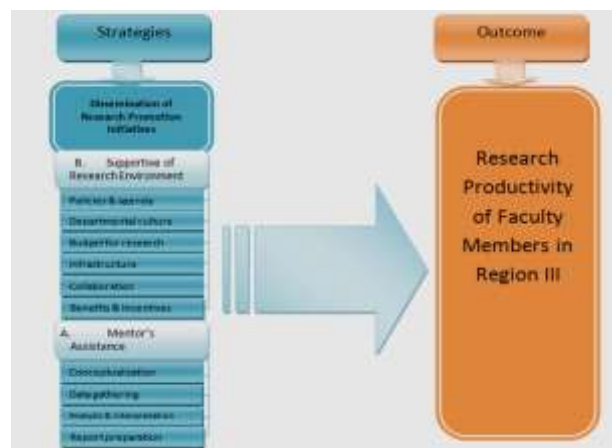 Strategies
Outcome
Dissemination of
Research Promotion
Initiatives
B. Supportive of
Research Environment
Policies & agenda
Departmental culture
Budget for research
Infrastructure
Collaboration
Benefits & Incentives
A. Mentor's
Assistance
Conceptualization
Data gathering
Analysis & interpretation
Report preparation
Research
Productivity
of Faculty
Members in
Region III